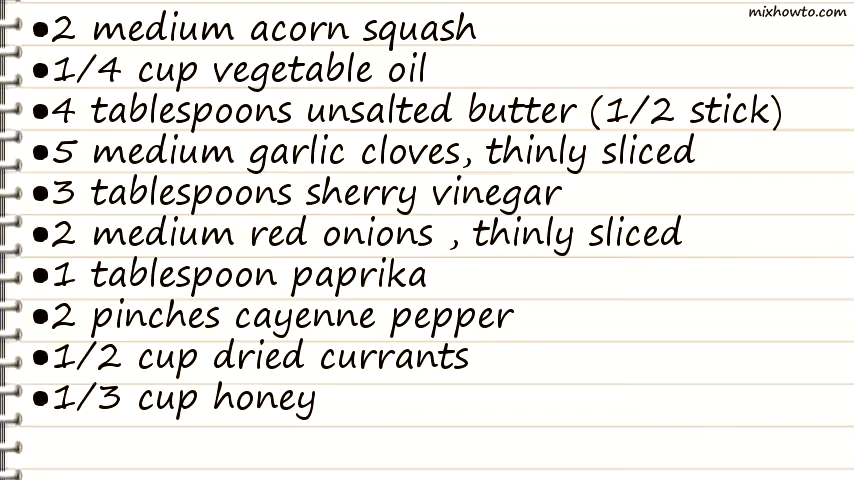 mixhowto.com
•2 medium acorn squash
•1/4 cup vegetable oil
•4 tablespoons unsalted butter (1/2 stick)
•5 medium garlic cloves, thinly sliced
•3 tablespoons sherry vinegar
•2 medium red onions , thinly sliced
•1 tablespoon paprika
•2 pinches cayenne pepper
•1/2 cup dried currants
•1/3 cup honey